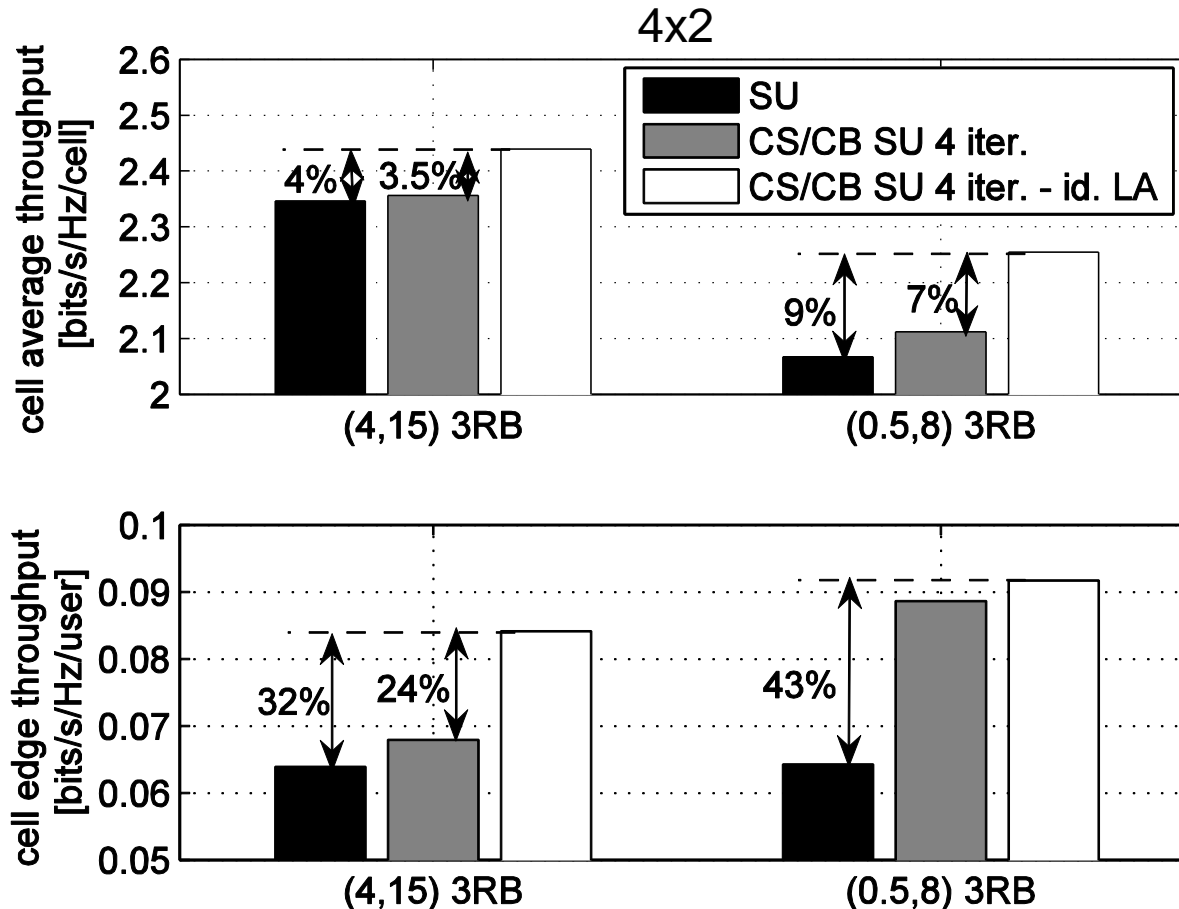 4x2
cell average throughput
[bits/s/Hz/cell]
2.6
2.5
2.4
2.3
2.2
2.1
2
SU
CS/CB SU 4 iter.
CS/CB SU 4 iter. - id. LA
4%
3.5%
9%
7%
(4,15) 3RB
(0.5,8) 3RB
cell edge throughput
[bits/s/Hz/user]
0.1
0.09
0.08
0.07
0.06
0.05
32%
24%
43%
(4,15) 3RB
(0.5,8) 3RB